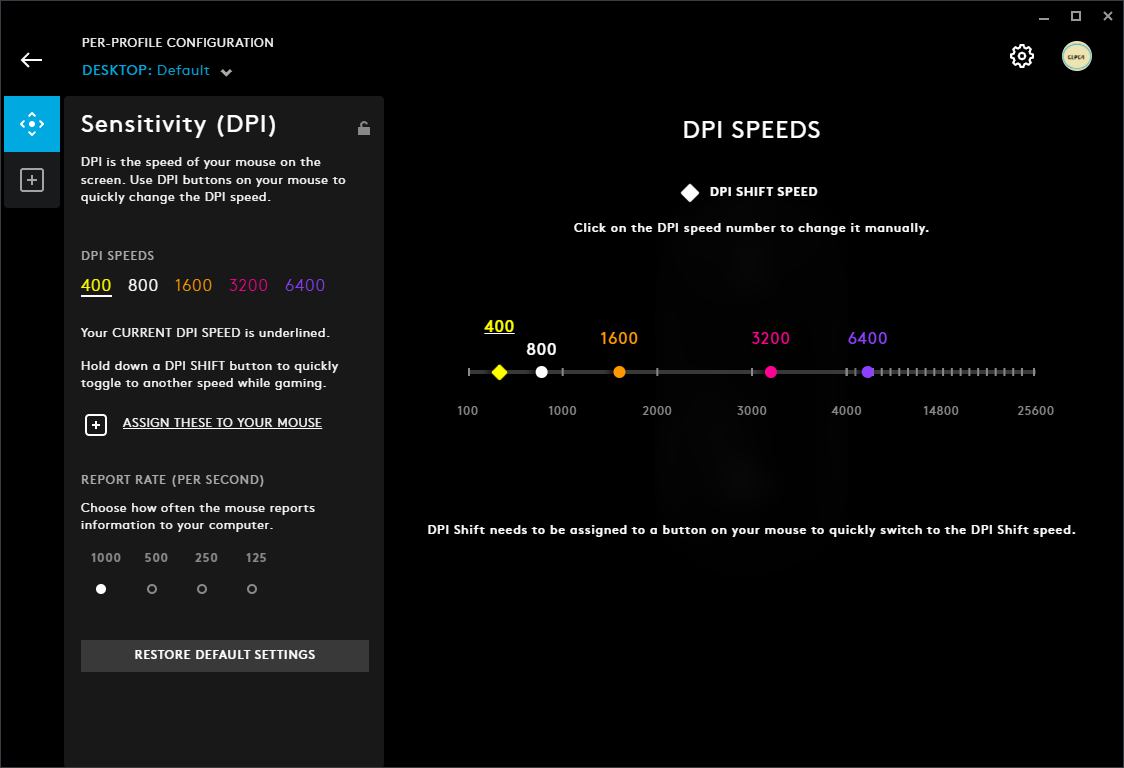 PER-PROFILE CONFIGURATION
DESKTOP: Default
Sensitivity (DPI)
DPI is the speed of your mouse on the
screen. Use DPI buttons on your mouse to
quickly change the DPI speed.
DPI SPEEDS
400 800 1600 3200 6400
Your CURRENT DPI SPEED is underlined.
Hold down a DPI SHIFT button to quickly
toggle to another speed while gaming.
ASSIGN THESE TO YOUR MOUSE
REPORT RATE (PER SECOND)
Choose how often the mouse reports
information to your computer.
1000 500 250 125
RESTORE DEFAULT SETTINGS
DPI SPEEDS
DPI SHIFT SPEED
Click on the DPI speed number to change it manually.
400 800 1600 3200 6400
100 1000 2000 3000 4000 14800 25600
DPI Shift needs to be assigned to a button on your mouse to quickly switch to the DPI Shift speed.